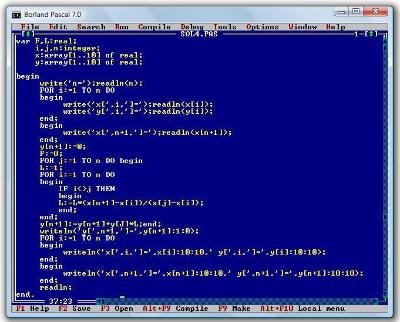 Borland Pascal 7.0
File Edit Search Run Compile Debug Tools Options Window Help
SOL4.PAS
var F,L:real;
i,j,n:integer;
x:array[1..10] of real;
y:array[1..10] of real;
begin
write('n=');readln(n);
FOR i:=1 TO n DO
begin
write('x[',i,']=');readln(x[i]);
write('y[',i,']=');readln(y[i]);
end;
begin
write('x[',n+1,']=');readln(x[n+1]);
end;
y[n+1]:=0;
F:=0;
FOR j:=1 TO n DO begin
L:=1;
FOR i:=1 TO n DO
begin
IF i<>j THEN
begin
L:=L*(x[n+1]-x[i])/(x[j]-x[i]);
end;
end;
y[n+1]:=y[n+1]+y[J]*L;end;
writeln('y[',n+1,']=',y[n+1]:1:0);
FOR i:=1 TO n DO
begin
writeln('x[',i,']=',x[i]:10:10,' y[',i,']=',y[i]:10:10);
end;
begin
writeln('x[',n+1,']=',x[n+1]:10:10,' y[',n+1,']=',y[n+1]:10:10);
end;
readln;
end.
37:23
F1 Help F2 Save F3 Open Alt+F9 Compile F9 Make Alt+F10 Local menu